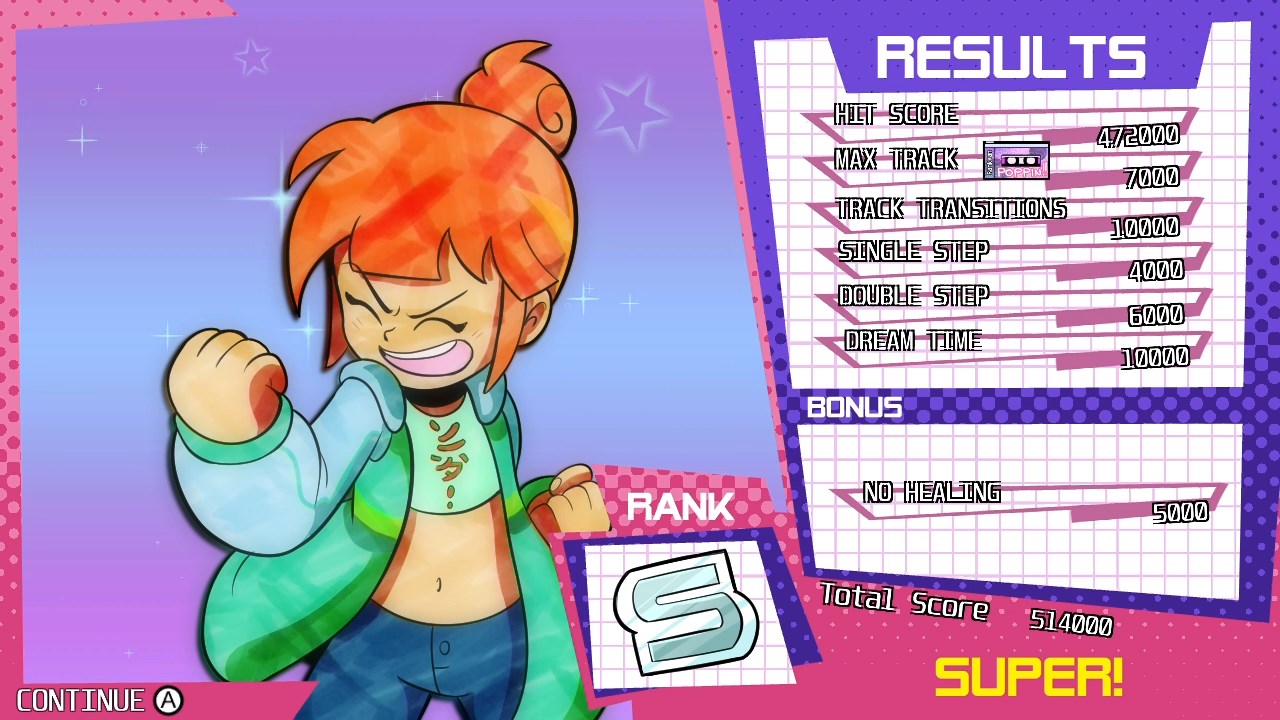 RESULTS
HIT SCORE
472000
MAX TRACK
POPPIN
7000
TRACK TRANSITIONS
10000
SINGLE STEP
4000
DOUBLE STEP
6000
DREAM TIME
10000
BONUS
NO HEALING
5000
RANK
S
Total Score 514000
SUPER!
CONTINUE A